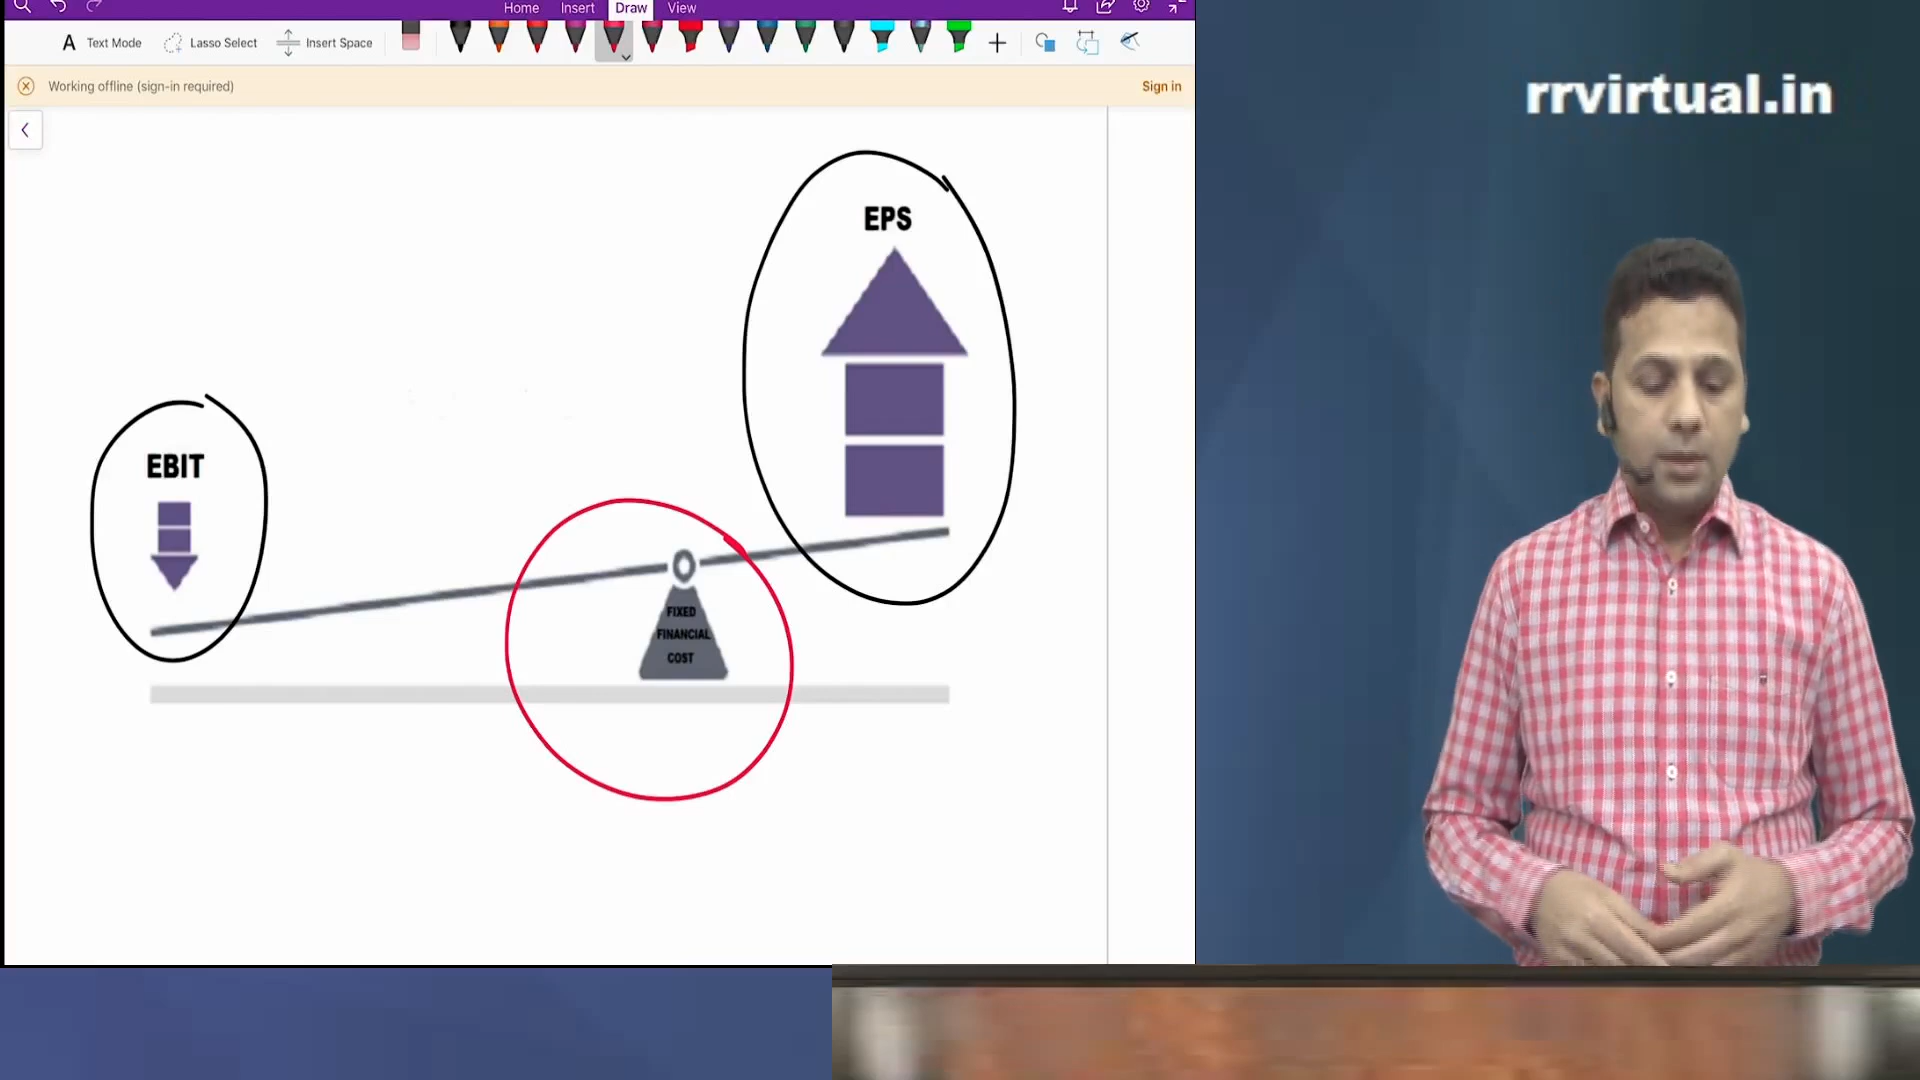 Home Insert Draw View
A Text Mode Lasso Select Insert Space
Working offline (sign-in required) Sign in
rrvirtual.in
EPS
EBIT
FIXED
FINANCIAL
COST